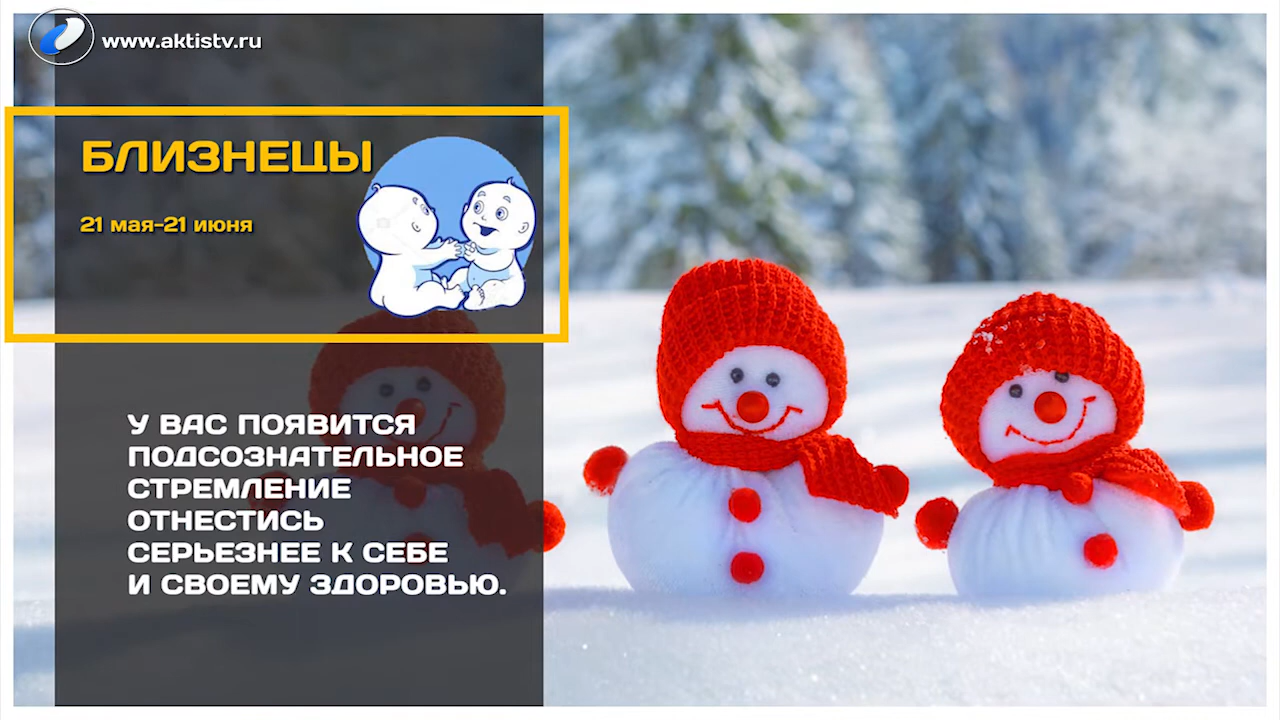 www.aktistv.ru
БЛИЗНЕЦЫ
21 мая-21 июня
У ВАС ПОЯВИТСЯ
ПОДСОЗНАТЕЛЬНОЕ
СТРЕМЛЕНИЕ
ОТНЕСТИСЬ
СЕРЬЕЗНЕЕ К СЕБЕ
И СВОЕМУ ЗДОРОВЬЮ.